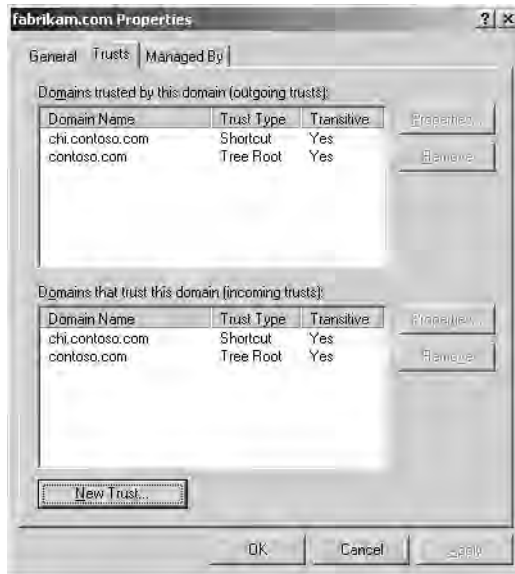 fabrikam.com Properties
? x
General Trusts Managed By
Domains trusted by this domain (outgoing trusts):
Domain Name Trust Type Transitive
chi.contoso.com Shortcut Yes
contoso.com Tree Root Yes
Properties...
Remove
Domains that trust this domain (incoming trusts):
Domain Name Trust Type Transitive
chi.contoso.com Shortcut Yes
contoso.com Tree Root Yes
Properties...
Remove
New Trust...
OK Cancel Apply